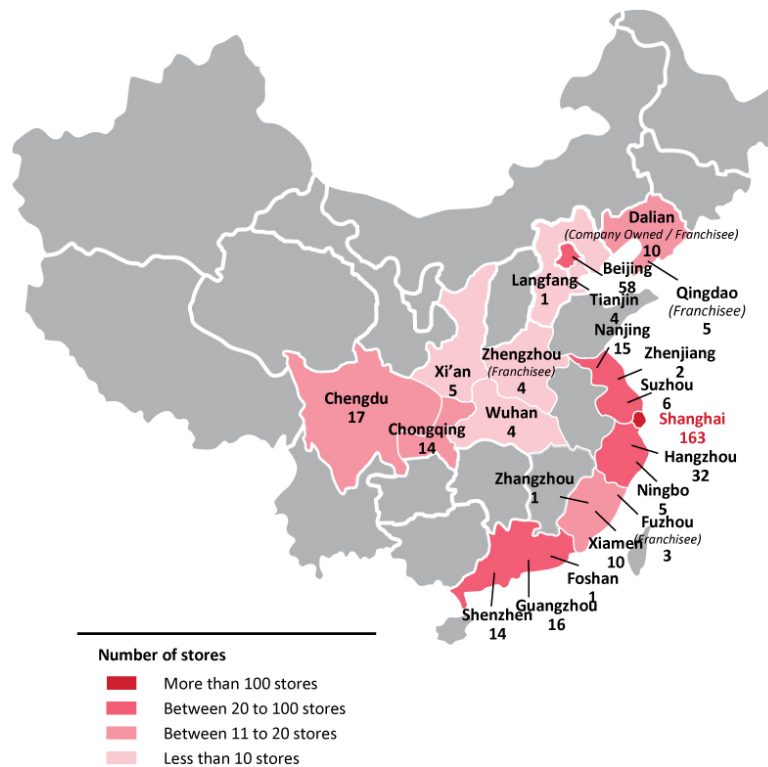 Dalian
(Company Owned / Franchisee)
10
Beijing
58
Langfang
1
Tianjin
4
Qingdao
(Franchisee)
5
Nanjing
15
Zhenjiang
2
Suzhou
6
Zhengzhou
(Franchisee)
4
Xi’an
5
Chengdu
17
Chongqing
14
Wuhan
4
Shanghai
163
Hangzhou
32
Ningbo
5
Zhangzhou
1
Fuzhou
(Franchisee)
3
Xiamen
10
Foshan
1
Guangzhou
16
Shenzhen
14
Number of stores
More than 100 stores
Between 20 to 100 stores
Between 11 to 20 stores
Less than 10 stores